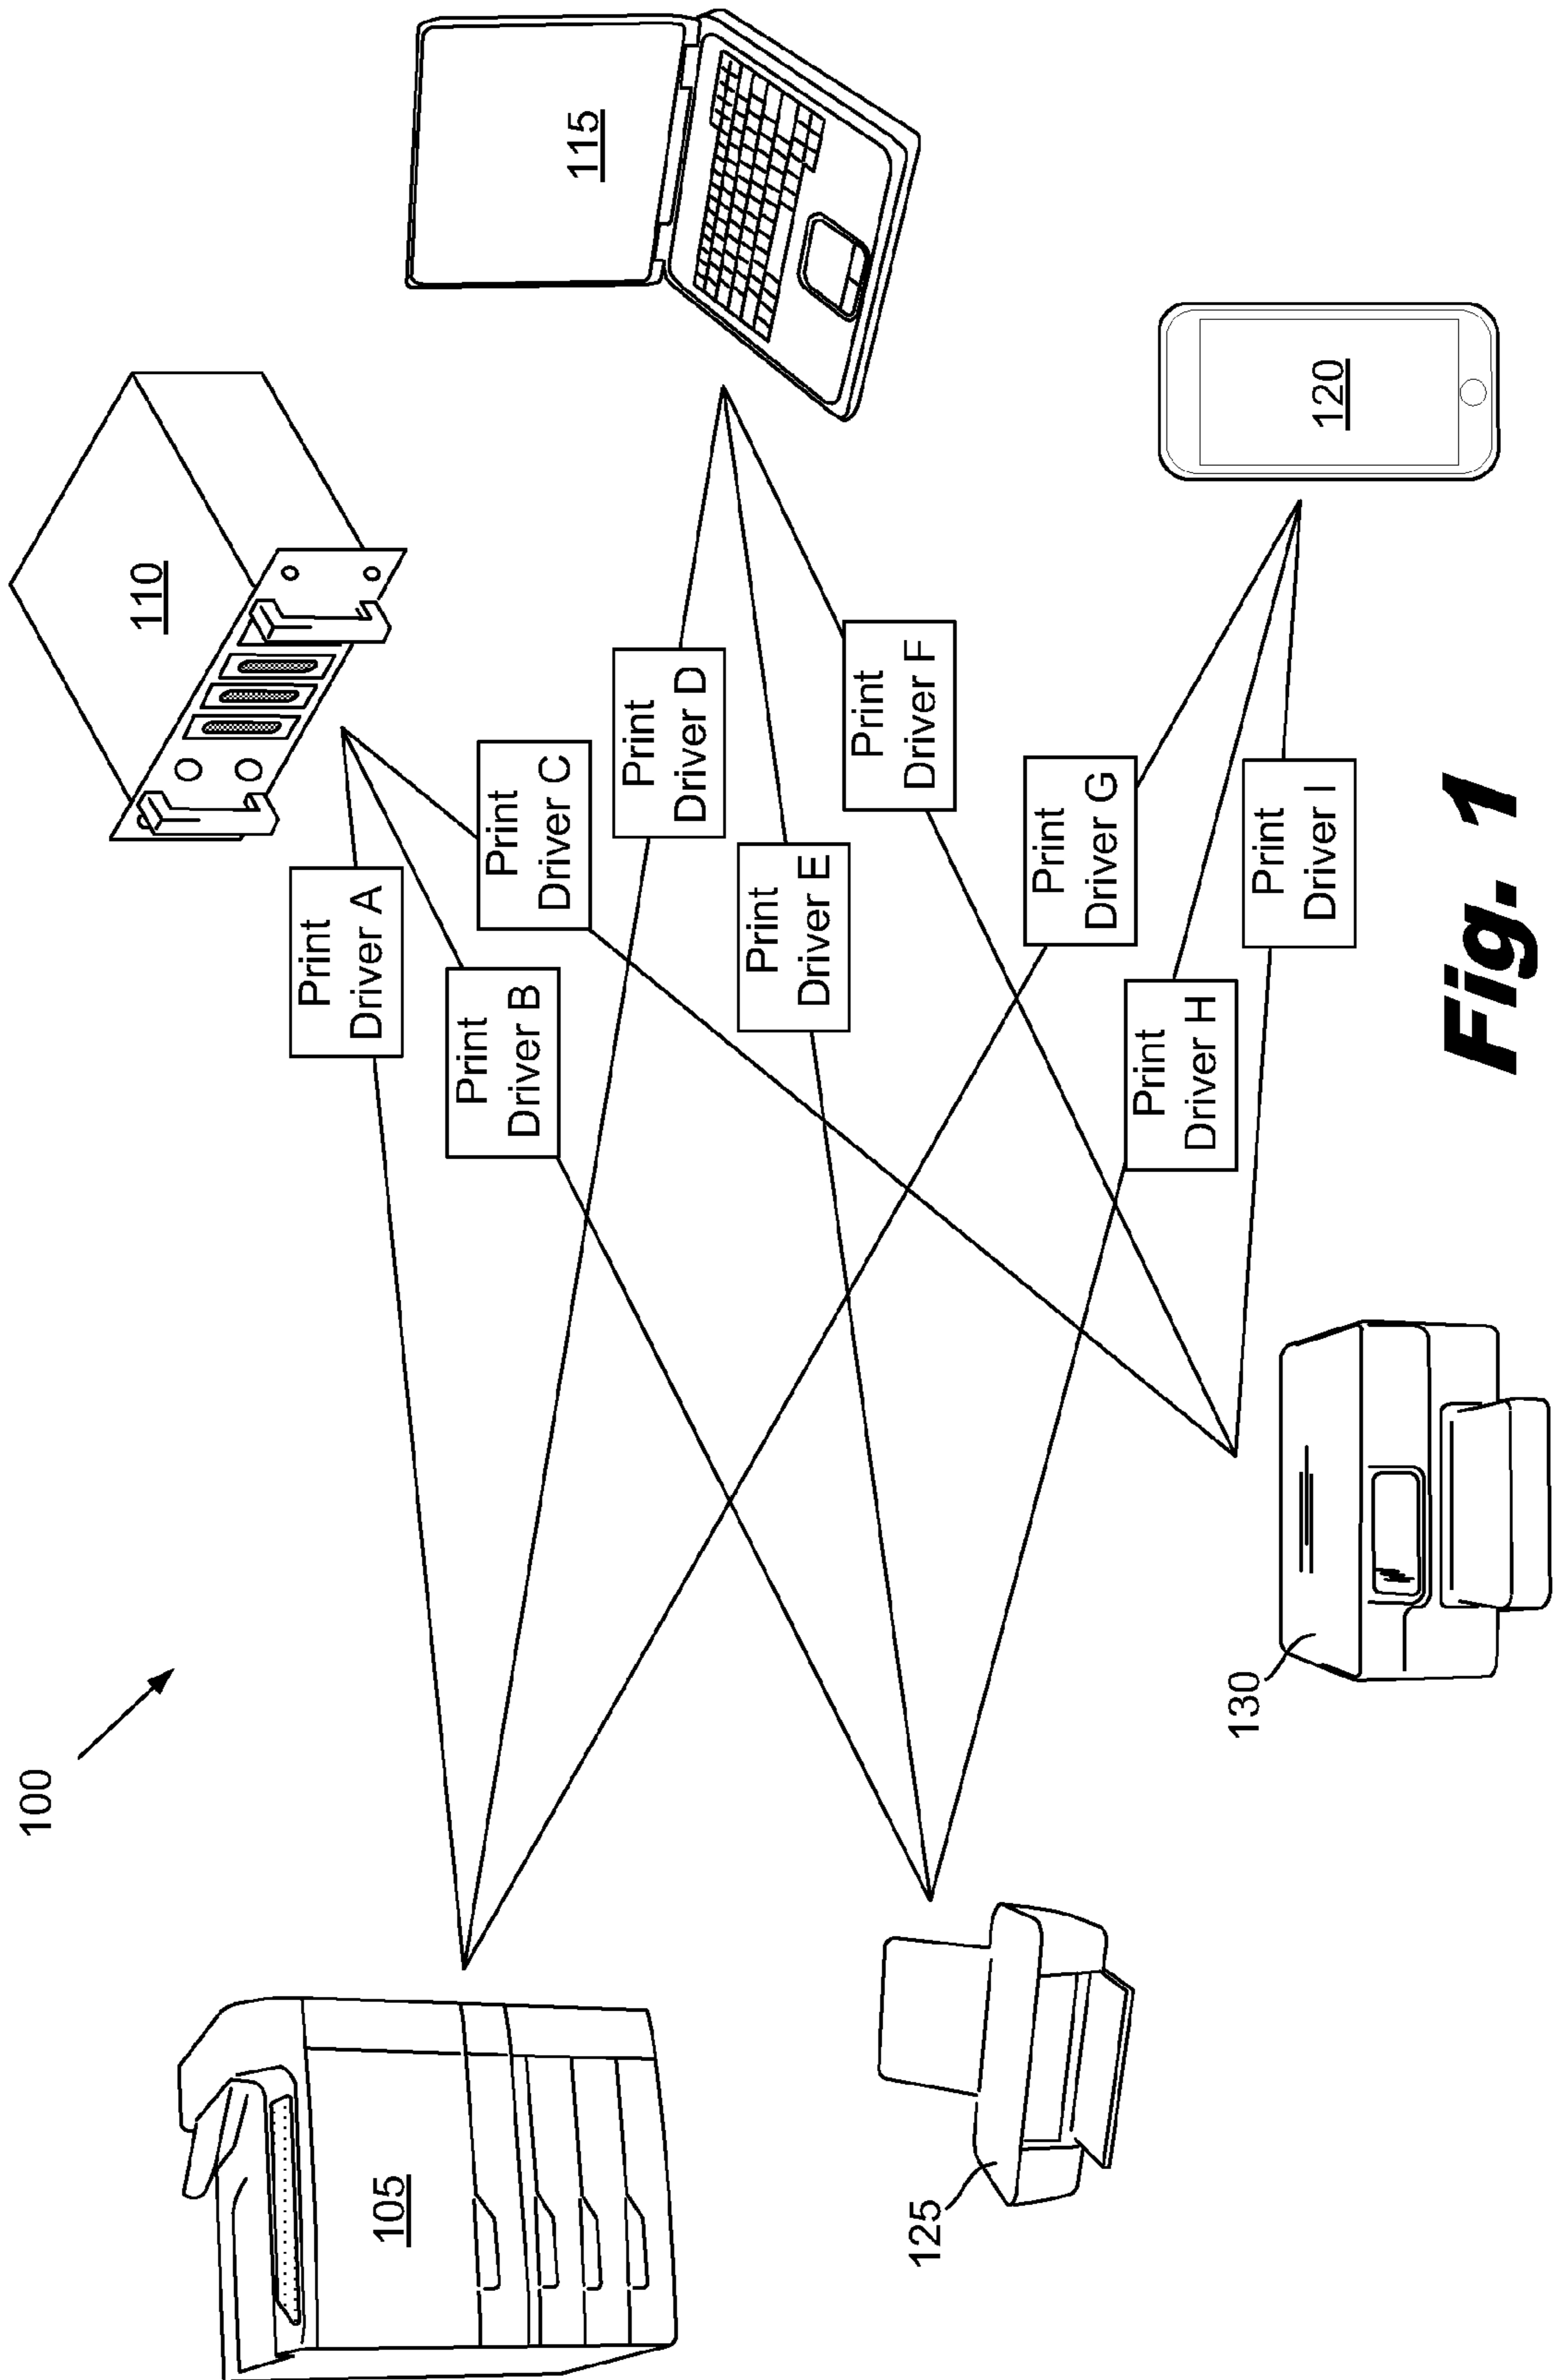 100
105
110
115
120
125
130
Print
Driver A
Print
Driver B
Print
Driver C
Print
Driver D
Print
Driver E
Print
Driver F
Print
Driver G
Print
Driver H
Print
Driver I
Fig. 1